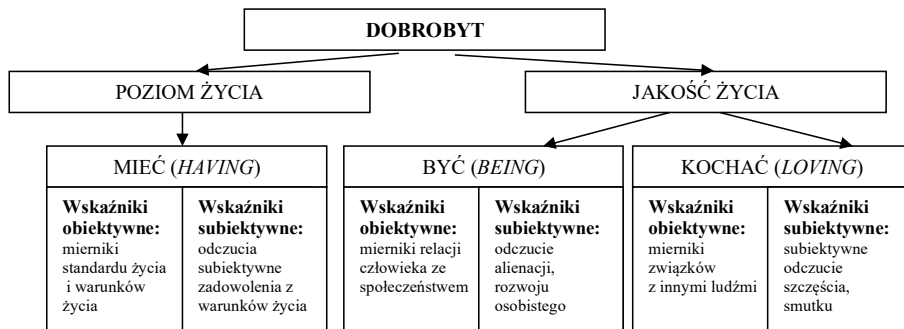 DOBROBYT
POZIOM ŻYCIA
JAKOŚĆ ŻYCIA
MIEĆ (HAVING)
Wskaźniki
obiektywne:
mierniki
standardu życia
i warunków
życia
Wskaźniki
subiektywne:
odczucia
subiektywne
zadowolenia z
warunków życia
BYĆ (BEING)
Wskaźniki
obiektywne:
mierniki relacji
człowieka ze
społeczeństwem
Wskaźniki
subiektywne:
odczucie
alienacji,
rozwoju
osobistego
KOCHAĆ (LOVING)
Wskaźniki
obiektywne:
mierniki
związków
z innymi ludźmi
Wskaźniki
subiektywne:
subiektywne
odczucie
szczęścia,
smutku